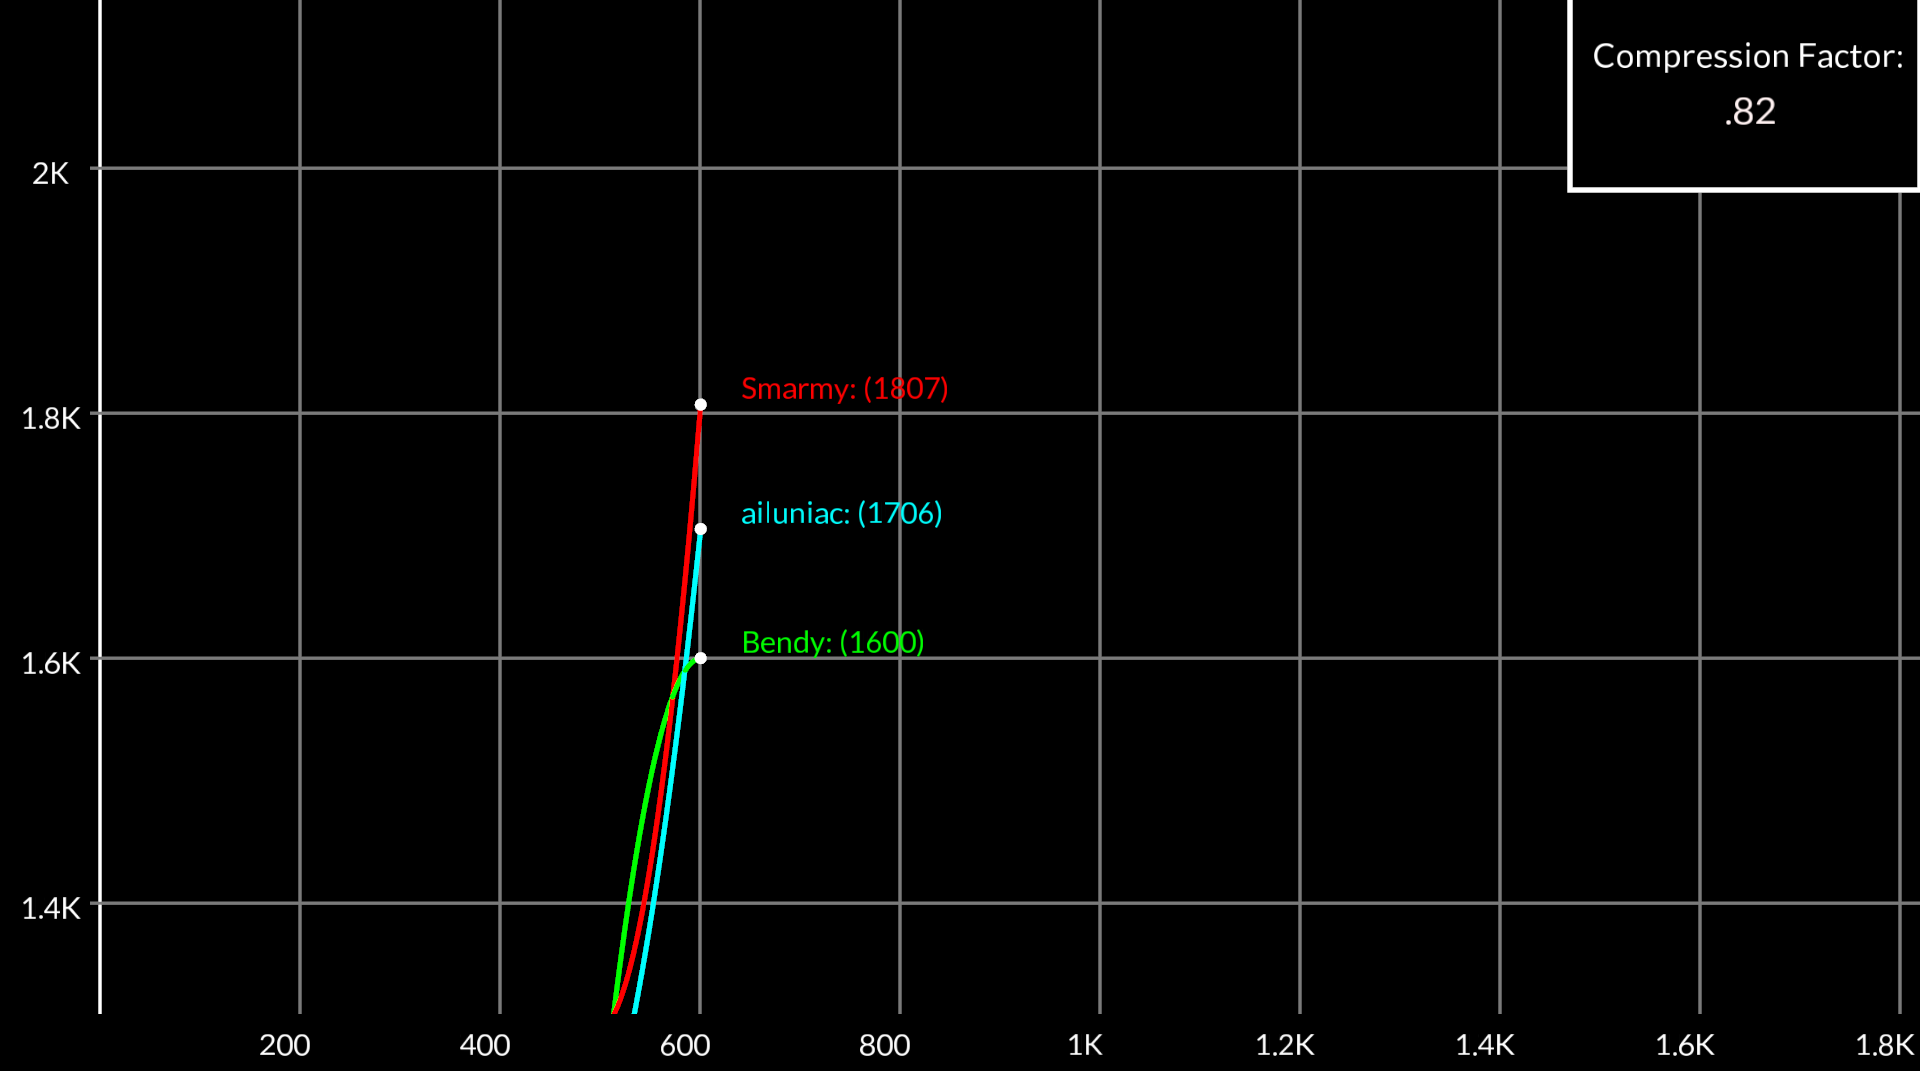 Compression Factor:
.82
2K
1.8K
1.6K
1.4K
Smarmy: (1807)
ailuniac: (1706)
Bendy: (1600)
200 400 600 800 1K 1.2K 1.4K 1.6K 1.8K